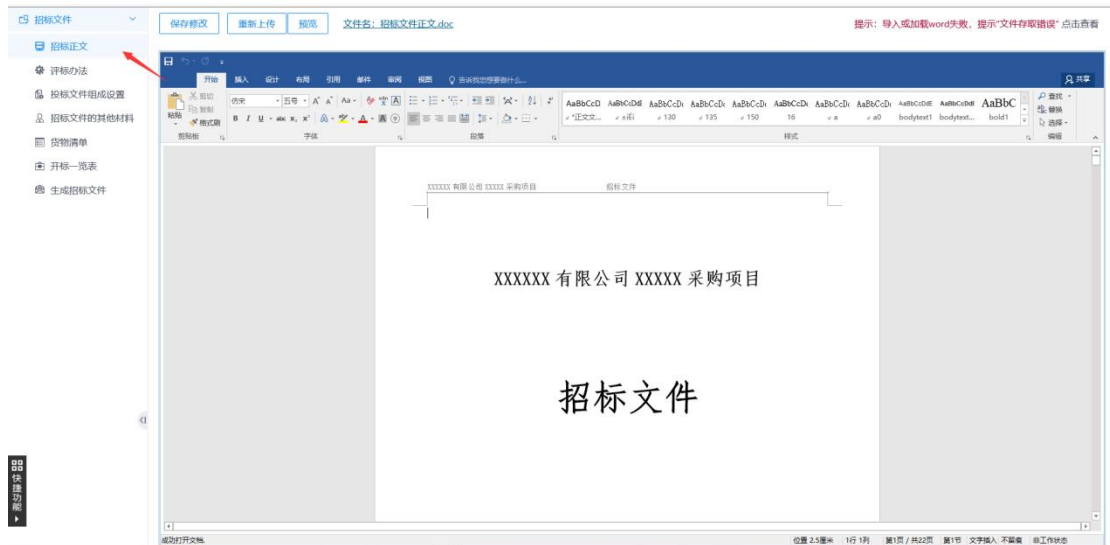 招标文件
招标正文
评标办法
投标文件组成设置
招标文件的其他材料
货物清单
开标一览表
生成招标文件
快捷功能
保存修改 重新上传 预览 文件名：招标文件正文.doc 提示：导入或加载word失败，提示“文件存取错误” 点击查看
开始 插入 设计 布局 引用 邮件 审阅 视图 告诉我您想要做什么... 共享
粘贴 剪切 复制 格式刷
仿宋 五号
AaBbCcD AaBbCcDdI AaBbCcDc AaBbCcDc AaBbCcDc AaBbCcDc AaBbCcDc AaBbCcDc AaBbCcDdE AaBbCcDdI AaBbC
130 135 150 16 a a0 bodytext1 bodytext... bold1
查找
替换
选择
剪贴板 字体 段落 样式 编辑
XXXXXX 有限公司 XXXXX 采购项目 招标文件
XXXXXX 有限公司 XXXXX 采购项目
招标文件
成功打开文档. 位置 2.5厘米 1行 1列 第1页 / 共22页 第1节 文字插入 不留痕 非工作状态